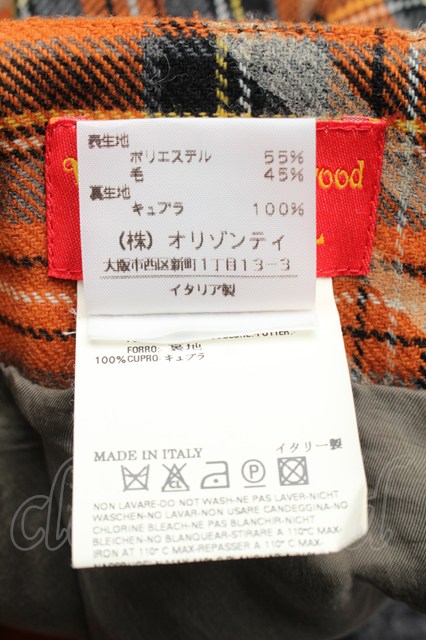 表生地
ポリエステル 55%
毛 45%
裏生地
キュプラ 100%
(株) オリゾンティ
大阪市西区新町1丁目13-3
イタリア製
FORRO: 裏地
100%CUPRO キュプラ
MADE IN ITALY イタリー製
NON LAVARE-DO NOT WASH-NE PAS LAVER-NICHT
WASCHEN-NO LAVAR-NON USARE CANDEGGINA-NO
CHLORINE BLEACH-NE PAS BLANCHIR-NICHT
BLEICHEN-NO BLANQUEAR-STIRARE A 110° C MAX-
IRON AT 110° C MAX-REPASSER A 110° C MAX-